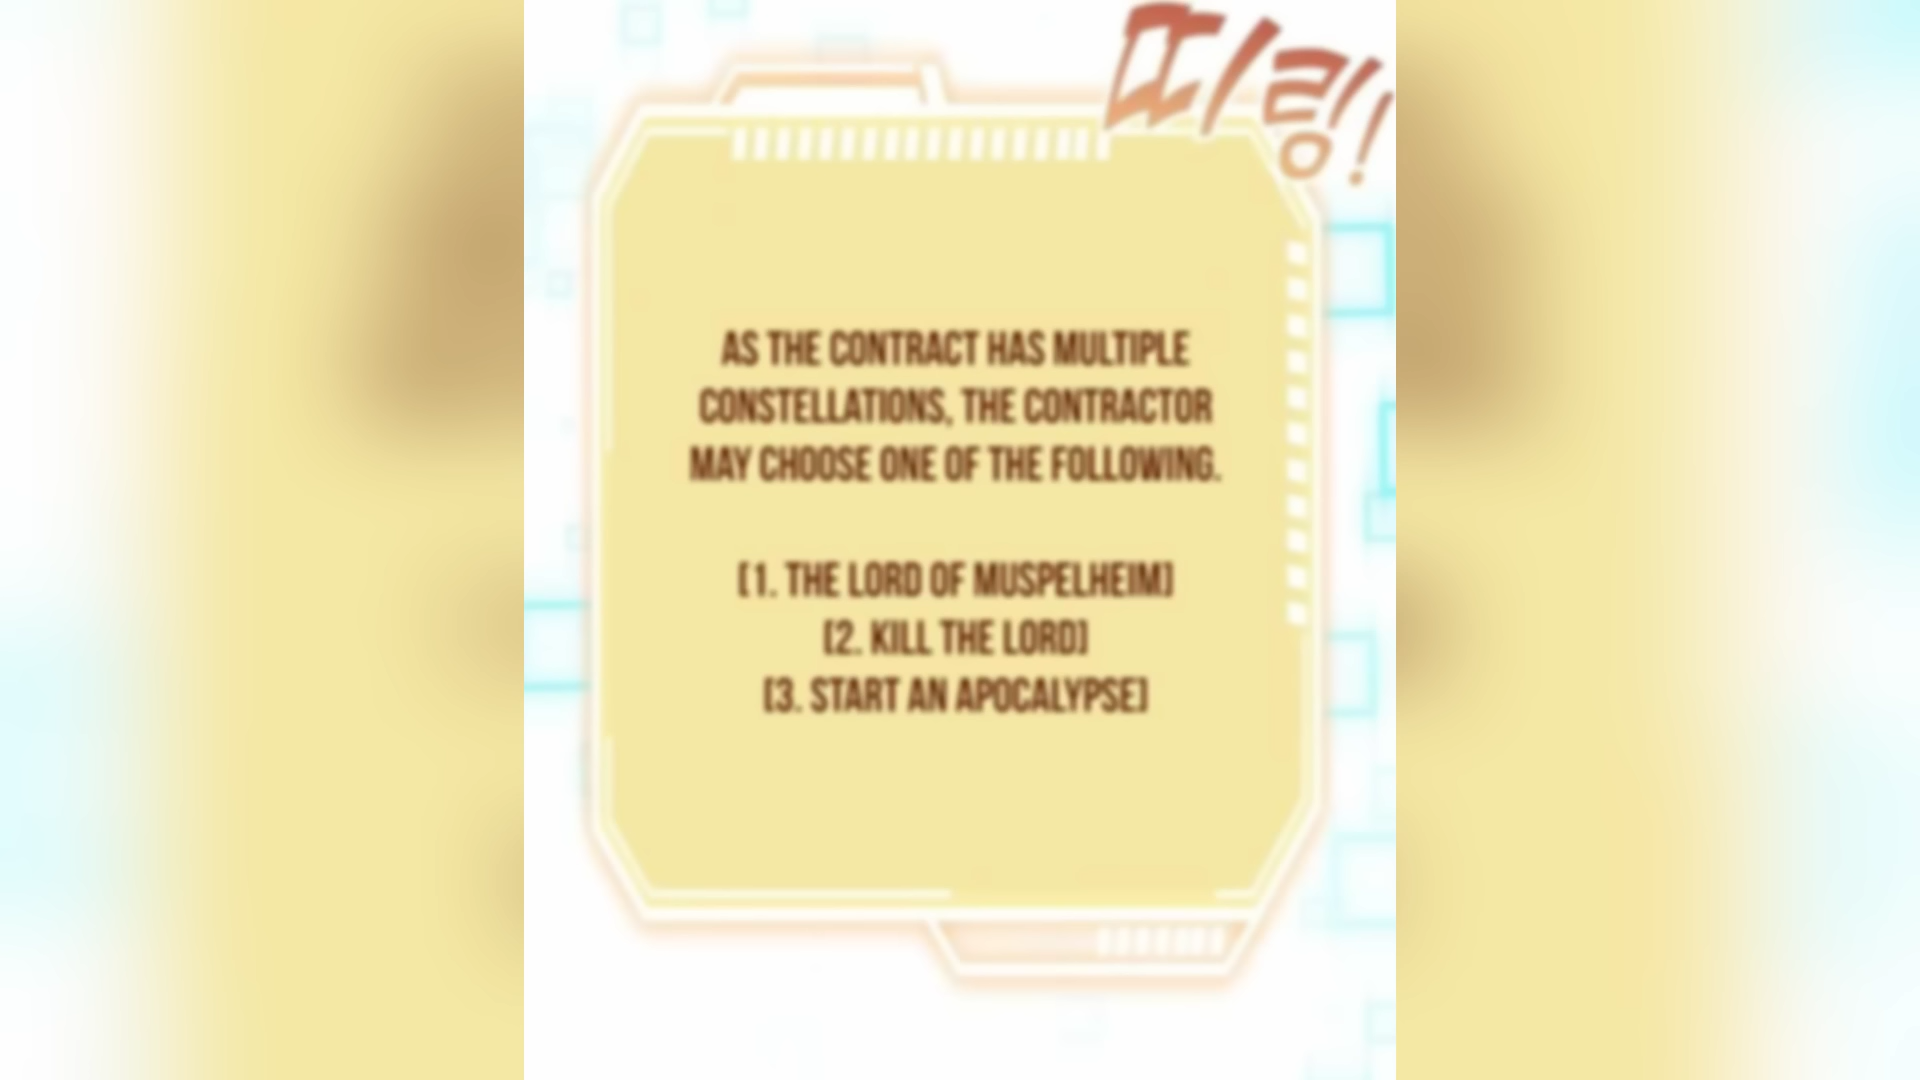 띠링!
AS THE CONTRACT HAS MULTIPLE
CONSTELLATIONS, THE CONTRACTOR
MAY CHOOSE ONE OF THE FOLLOWING.
[1. THE LORD OF MUSPELHEIM]
[2. KILL THE LORD]
[3. START AN APOCALYPSE]